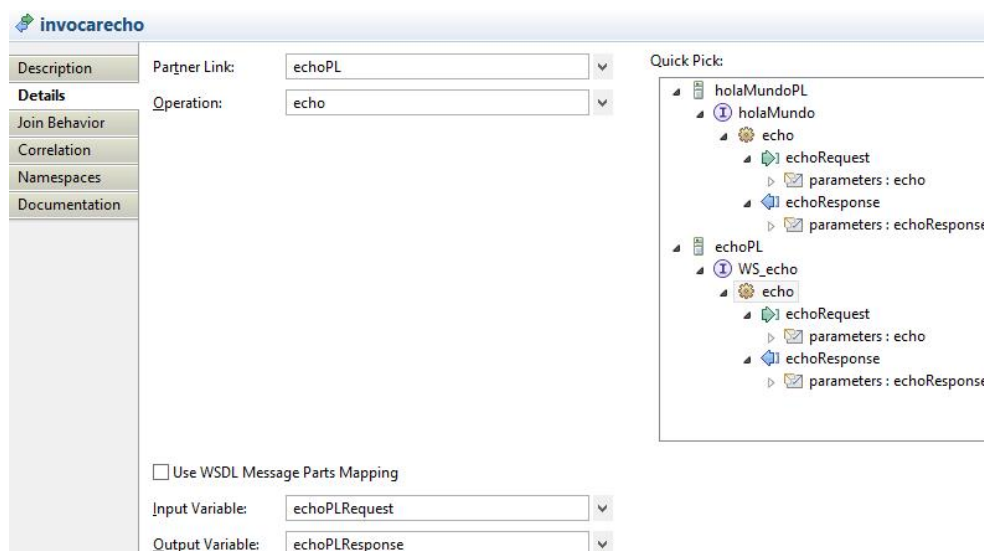 invocarecho
Description
Details
Join Behavior
Correlation
Namespaces
Documentation
Partner Link:
echoPL
Operation:
echo
Quick Pick:
holaMundoPL
holaMundo
echo
echoRequest
parameters : echo
echoResponse
parameters : echoResponse
echoPL
WS_echo
echo
echoRequest
parameters : echo
echoResponse
parameters : echoResponse
Use WSDL Message Parts Mapping
Input Variable:
echoPLRequest
Output Variable:
echoPLResponse